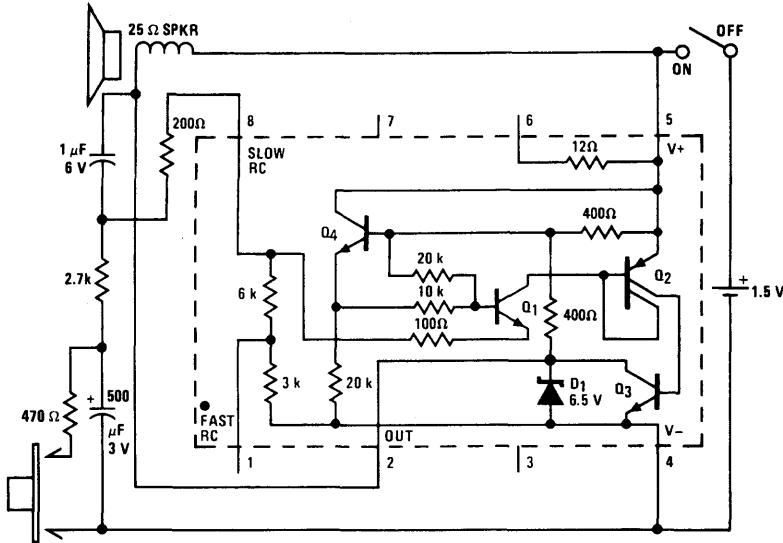 25 Ω SPKR
OFF
ON
200Ω
8
7
6
5
SLOW
RC
12Ω
V+
1 µF
6 V
Q4
400Ω
20 k
Q2
2.7k
6 k
10 k
Q1
1.5 V
+
100Ω
400Ω
470 Ω
+
500
µF
3 V
3 k
20 k
D1
6.5 V
Q3
FAST
RC
OUT
V−
1
2
3
4